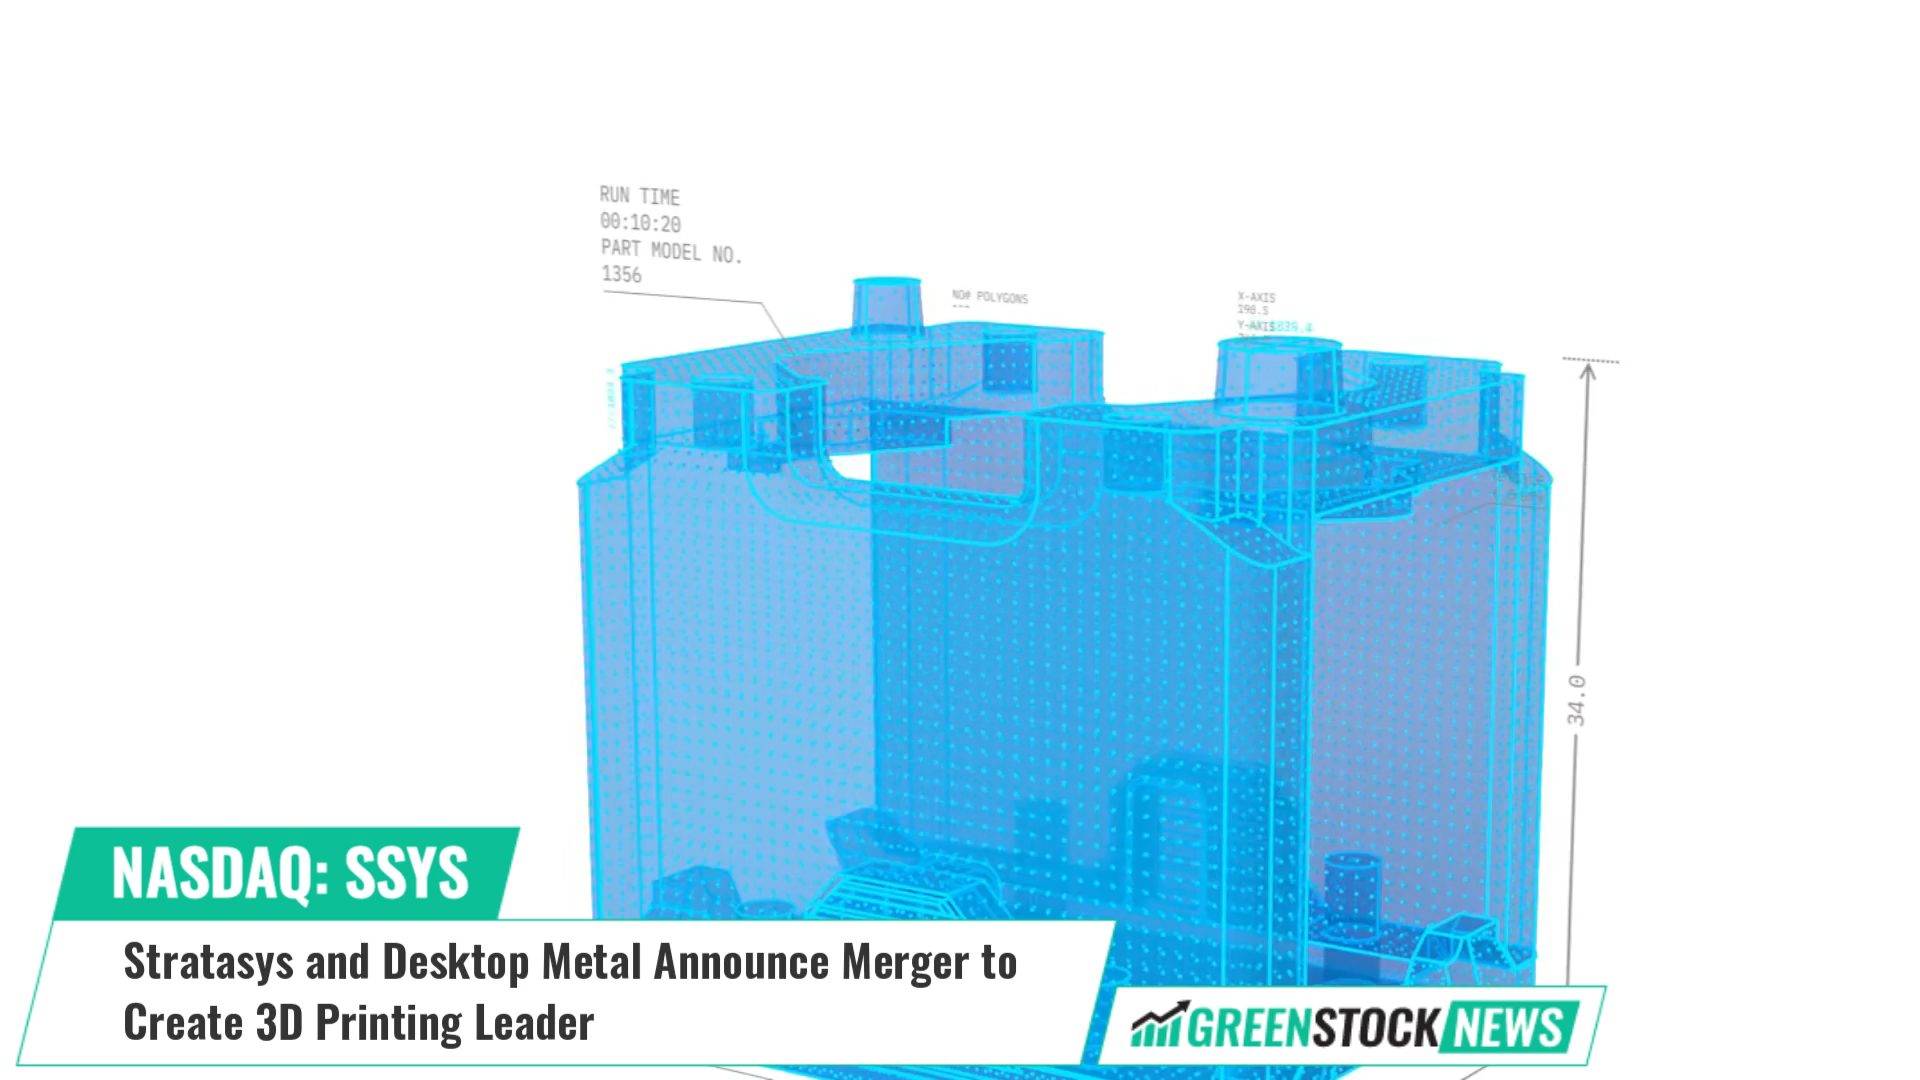 RUN TIME
00:10:20
PART MODEL NO.
1356
NO# POLYGONS
X-AXIS
198.5
Y-AXIS
34.0
NASDAQ: SSYS
Stratasys and Desktop Metal Announce Merger to
Create 3D Printing Leader
GREENSTOCK NEWS